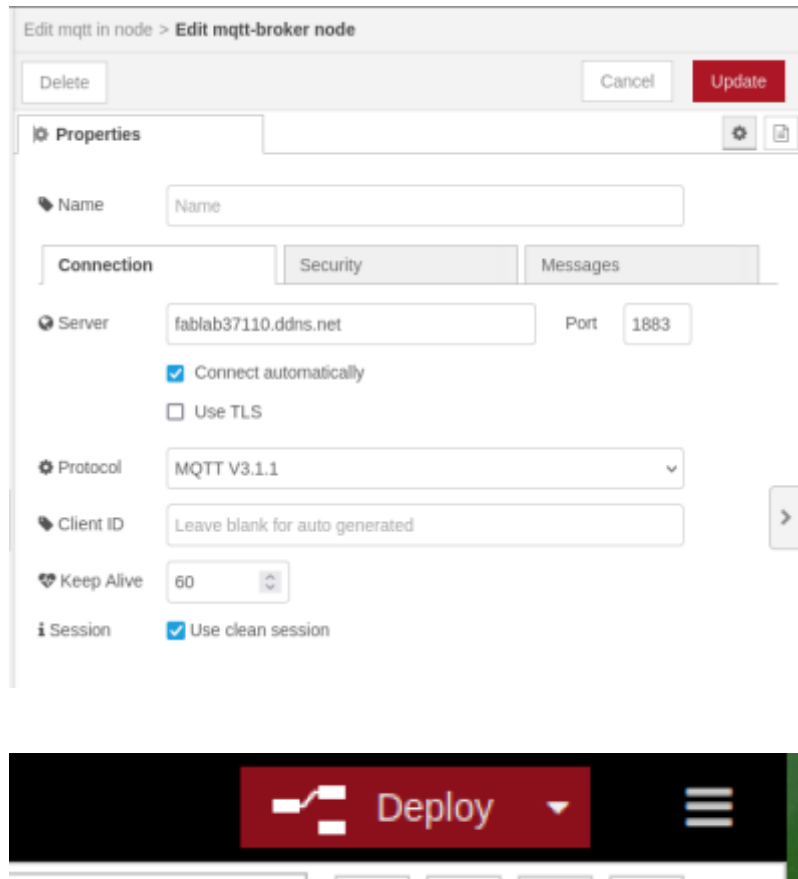 Edit mqtt in node > Edit mqtt-broker node
Delete Cancel Update
Properties
Name Name
Connection Security Messages
Server fablab37110.ddns.net Port 1883
Connect automatically
Use TLS
Protocol MQTT V3.1.1
Client ID Leave blank for auto generated
Keep Alive 60
Session Use clean session
Deploy